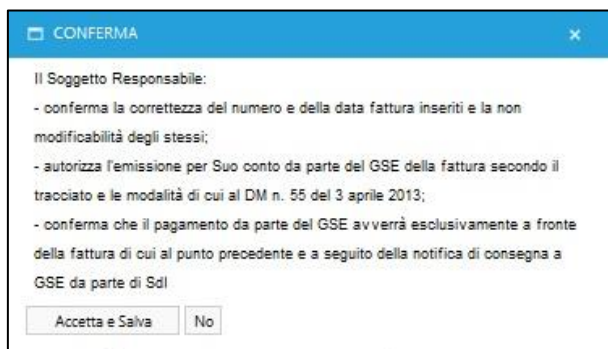 CONFERMA
Il Soggetto Responsabile:
- conferma la correttezza del numero e della data fattura inseriti e la non
modificabilità degli stessi;
- autorizza l'emissione per Suo conto da parte del GSE della fattura secondo il
tracciato e le modalità di cui al DM n. 55 del 3 aprile 2013;
- conferma che il pagamento da parte del GSE avverrà esclusivamente a fronte
della fattura di cui al punto precedente e a seguito della notifica di consegna a
GSE da parte di SdI
Accetta e Salva No